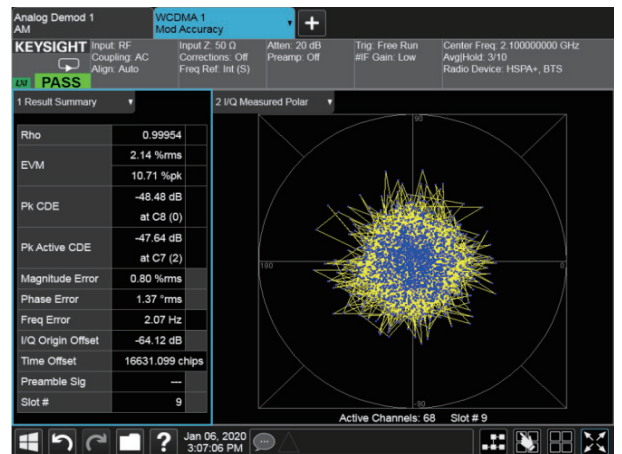 Analog Demod 1
AM
WCDMA 1
Mod Accuracy
KEYSIGHT
Input: RF
Coupling: AC
Align: Auto
Input Z: 50 Ω
Corrections: Off
Freq Ref: Int (S)
Atten: 20 dB
Preamp: Off
Trig: Free Run
#IF Gain: Low
Center Freq: 2.100000000 GHz
Avg|Hold: 3/10
Radio Device: HSPA+, BTS
LXI PASS
1 Result Summary
Rho 0.99954
EVM 2.14 %rms
10.71 %pk
Pk CDE -48.48 dB
at C8 (0)
Pk Active CDE -47.64 dB
at C7 (2)
Magnitude Error 0.80 %rms
Phase Error 1.37 °rms
Freq Error 2.07 Hz
I/Q Origin Offset -64.12 dB
Time Offset 16631.099 chips
Preamble Sig ---
Slot # 9
2 I/Q Measured Polar
90
180
0
-90
Active Channels: 68 Slot # 9
?
Jan 06, 2020
3:07:06 PM